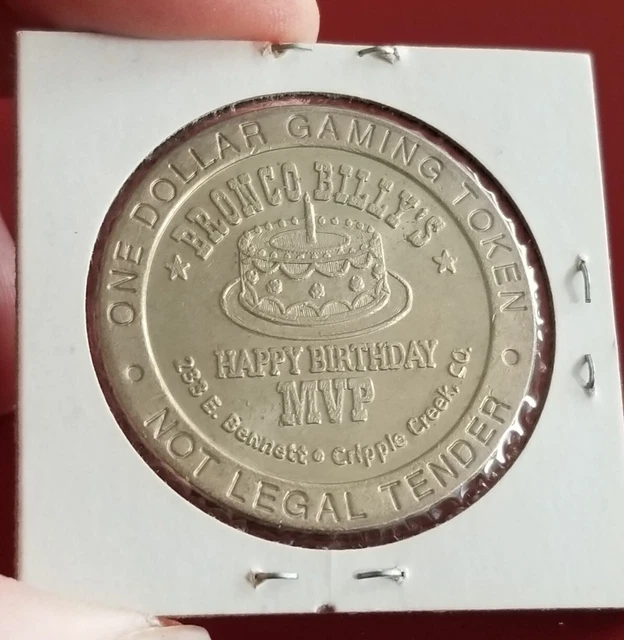 ONE DOLLAR GAMING TOKEN
BRONCO BILLY'S
HAPPY BIRTHDAY
MVP
233 E. Bennett • Cripple Creek, CO.
NOT LEGAL TENDER